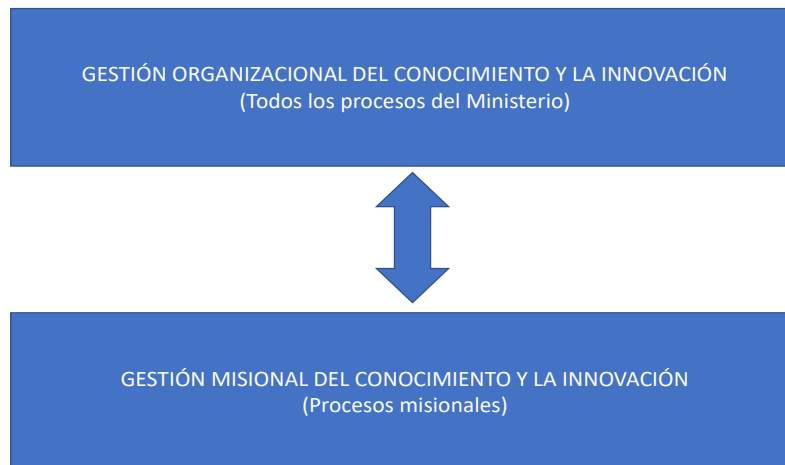 GESTIÓN ORGANIZACIONAL DEL CONOCIMIENTO Y LA INNOVACIÓN
(Todos los procesos del Ministerio)
GESTIÓN MISIONAL DEL CONOCIMIENTO Y LA INNOVACIÓN
(Procesos misionales)